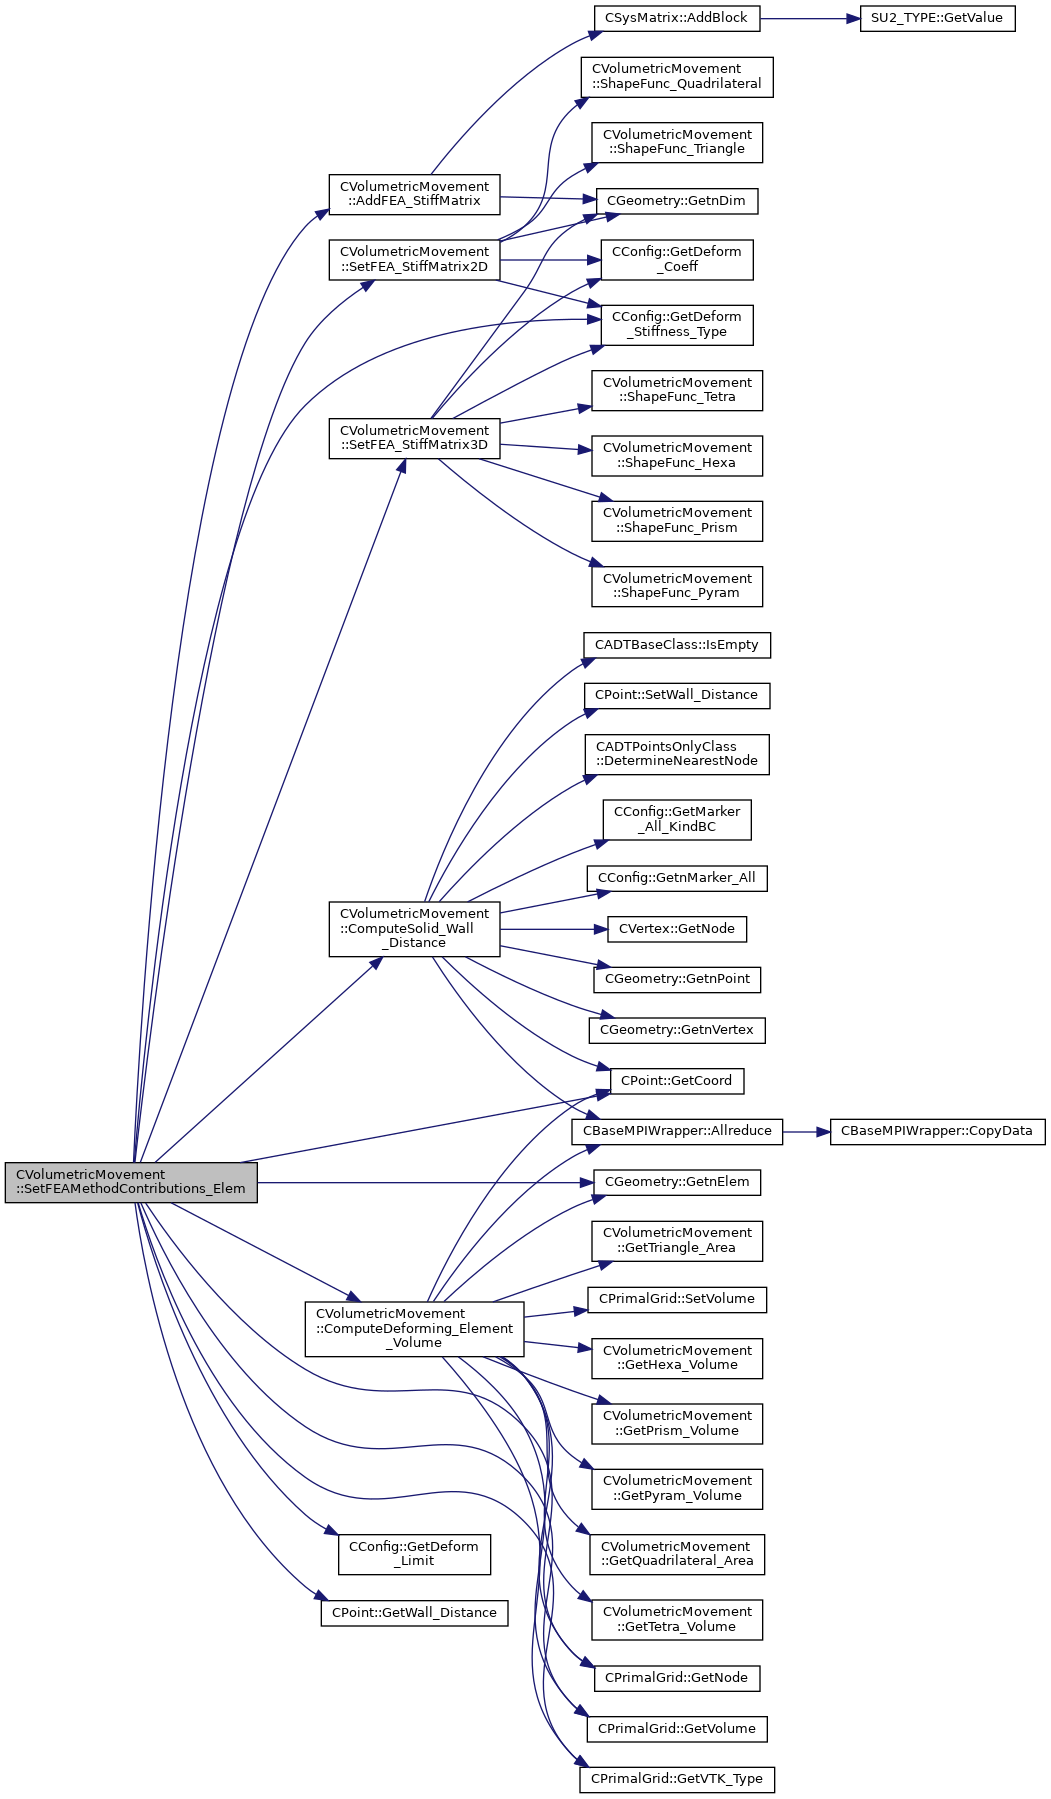 CSysMatrix::AddBlock
SU2_TYPE::GetValue
CVolumetricMovement
::ShapeFunc_Quadrilateral
CVolumetricMovement
::ShapeFunc_Triangle
CVolumetricMovement
::AddFEA_StiffMatrix
CGeometry::GetnDim
CVolumetricMovement
::SetFEA_StiffMatrix2D
CConfig::GetDeform
_Coeff
CConfig::GetDeform
_Stiffness_Type
CVolumetricMovement
::ShapeFunc_Tetra
CVolumetricMovement
::SetFEA_StiffMatrix3D
CVolumetricMovement
::ShapeFunc_Hexa
CVolumetricMovement
::ShapeFunc_Prism
CVolumetricMovement
::ShapeFunc_Pyram
CADTBaseClass::IsEmpty
CPoint::SetWall_Distance
CADTPointsOnlyClass
::DetermineNearestNode
CConfig::GetMarker
_All_KindBC
CConfig::GetnMarker_All
CVolumetricMovement
::ComputeSolid_Wall
_Distance
CVertex::GetNode
CGeometry::GetnPoint
CGeometry::GetnVertex
CPoint::GetCoord
CBaseMPIWrapper::Allreduce
CBaseMPIWrapper::CopyData
CVolumetricMovement
::SetFEAMethodContributions_Elem
CGeometry::GetnElem
CVolumetricMovement
::GetTriangle_Area
CPrimalGrid::SetVolume
CVolumetricMovement
::ComputeDeforming_Element
_Volume
CVolumetricMovement
::GetHexa_Volume
CVolumetricMovement
::GetPrism_Volume
CVolumetricMovement
::GetPyram_Volume
CConfig::GetDeform
_Limit
CVolumetricMovement
::GetQuadrilateral_Area
CPoint::GetWall_Distance
CVolumetricMovement
::GetTetra_Volume
CPrimalGrid::GetNode
CPrimalGrid::GetVolume
CPrimalGrid::GetVTK_Type